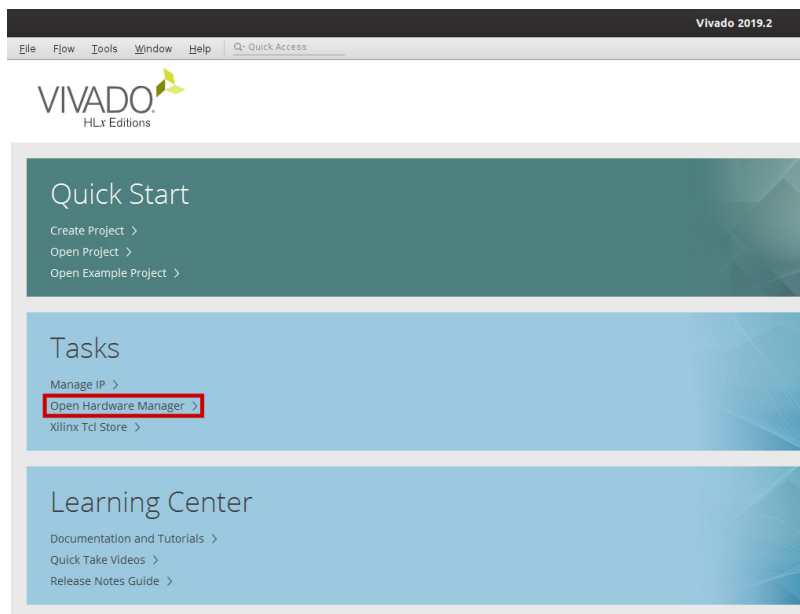 Vivado 2019.2
File Flow Tools Window Help Q- Quick Access
VIVADO.
HLx Editions
Quick Start
Create Project >
Open Project >
Open Example Project >
Tasks
Manage IP >
Open Hardware Manager >
Xilinx Tcl Store >
Learning Center
Documentation and Tutorials >
Quick Take Videos >
Release Notes Guide >